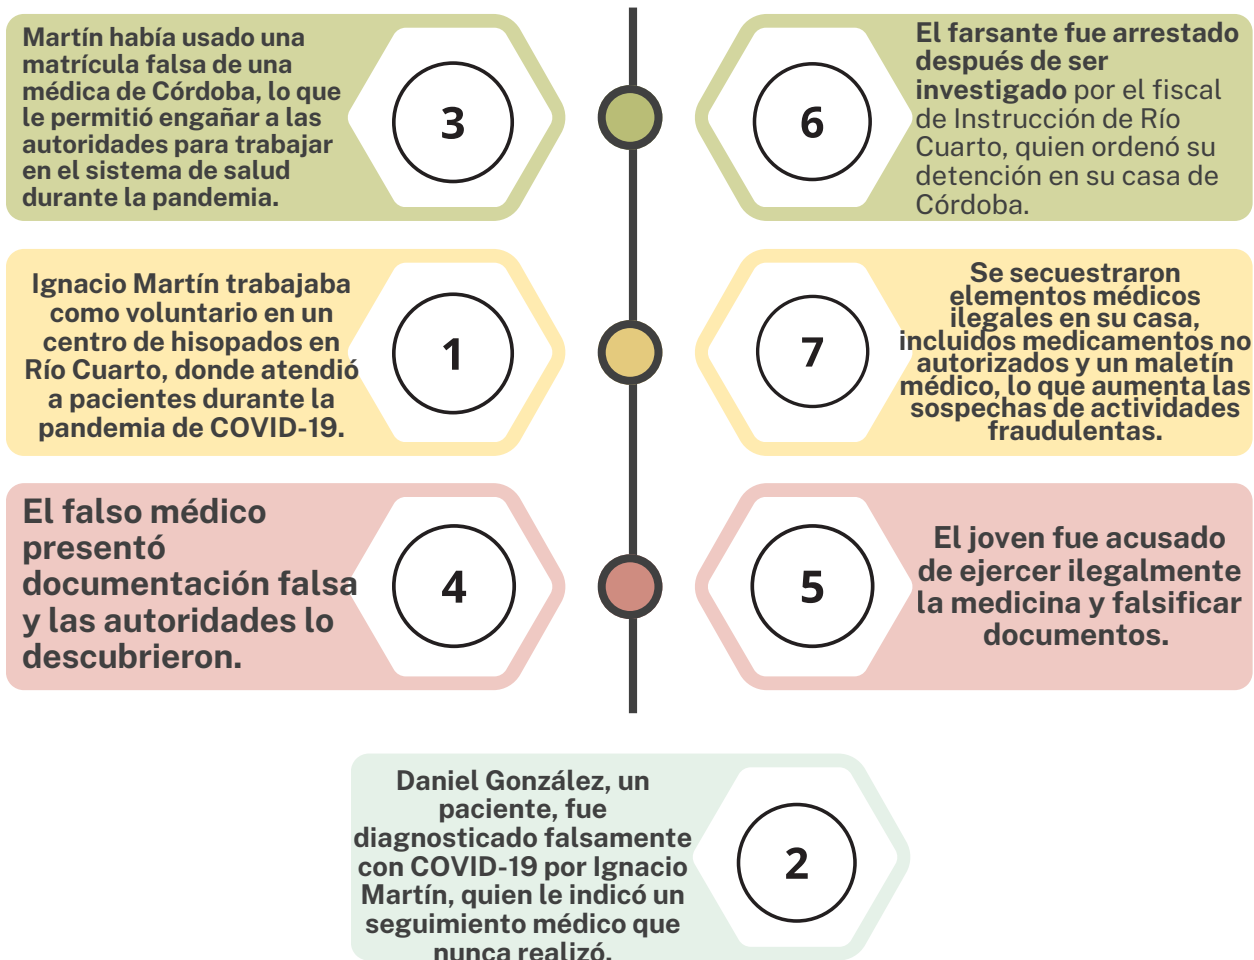 Martín había usado una
matrícula falsa de una
médica de Córdoba, lo que
le permitió engañar a las
autoridades para trabajar
en el sistema de salud
durante la pandemia.
3
6
El farsante fue arrestado
después de ser
investigado por el fiscal
de Instrucción de Río
Cuarto, quien ordenó su
detención en su casa de
Córdoba.
Ignacio Martín trabajaba
como voluntario en un
centro de hisopados en
Río Cuarto, donde atendió
a pacientes durante la
pandemia de COVID-19.
1
7
Se secuestraron
elementos médicos
ilegales en su casa,
incluidos medicamentos no
autorizados y un maletín
médico, lo que aumenta las
sospechas de actividades
fraudulentas.
El falso médico
presentó
documentación falsa
y las autoridades lo
descubrieron.
4
5
El joven fue acusado
de ejercer ilegalmente
la medicina y falsificar
documentos.
Daniel González, un
paciente, fue
diagnosticado falsamente
con COVID-19 por Ignacio
Martín, quien le indicó un
seguimiento médico que
nunca realizó.
2